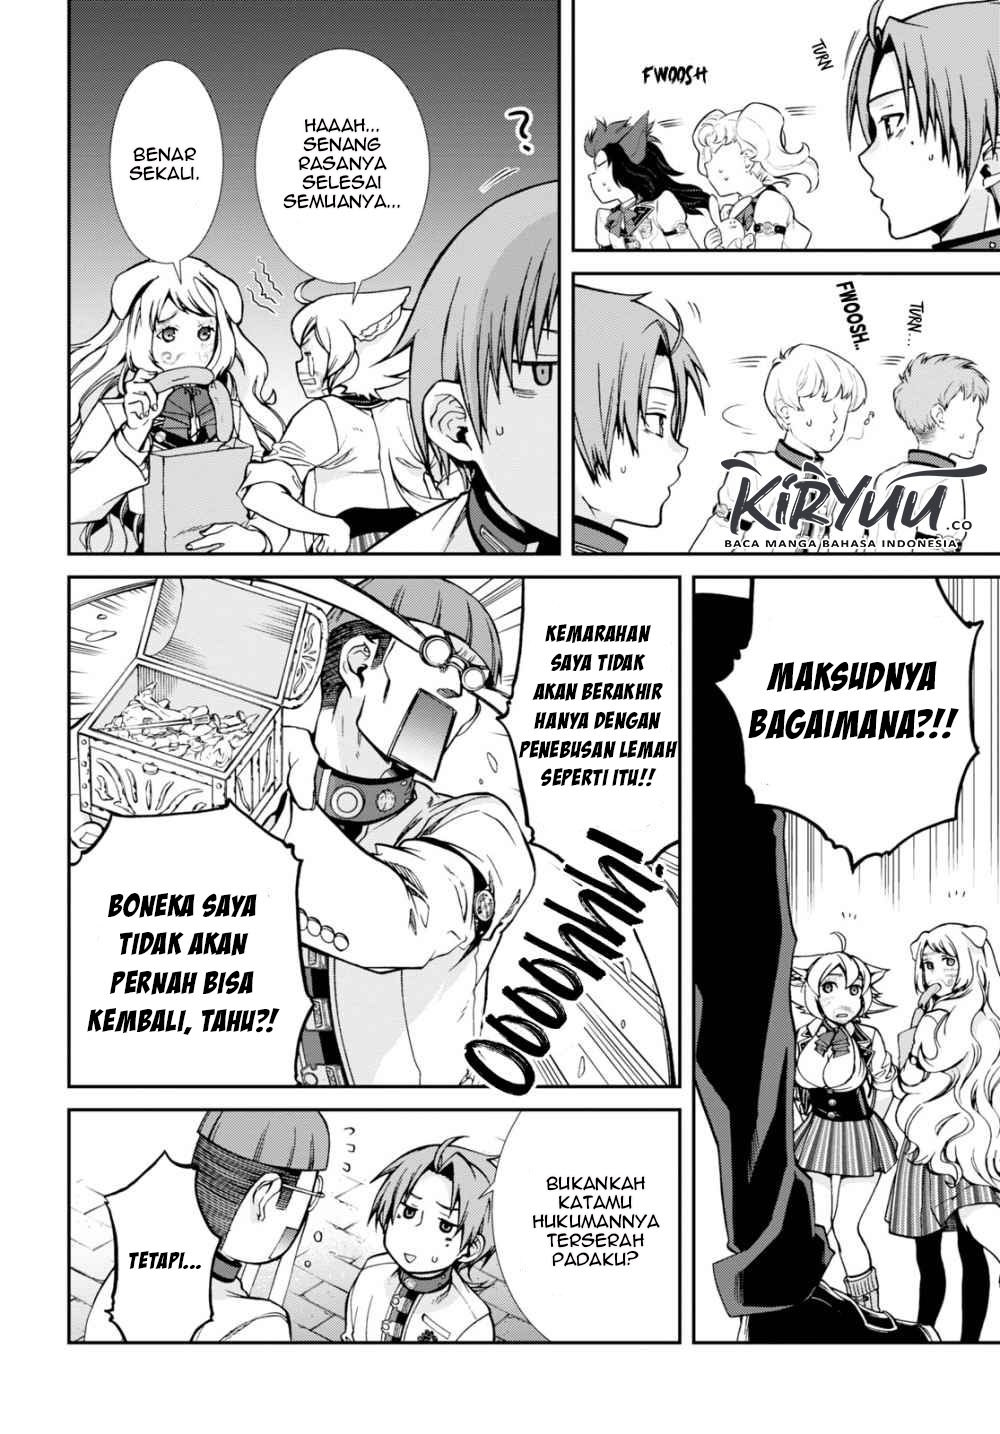 TURN
FWOOSH
TURN...
FWOOSH..
?
HAAAH...
SENANG
RASANYA
SELESAI
SEMUANYA...
BENAR
SEKALI.
KIRYUU.CO
BACA MANGA BAHASA INDONESIA
MAKSUDNYA
BAGAIMANA?!!
KEMARAHAN
SAYA TIDAK
AKAN BERAKHIR
HANYA DENGAN
PENEBUSAN LEMAH
SEPERTI ITU!!
OOOOOHHH!
BONEKA SAYA
TIDAK AKAN
PERNAH BISA
KEMBALI, TAHU?!
BUKANKAH
KATAMU
HUKUMANNYA
TERSERAH
PADAKU?
TETAPI...